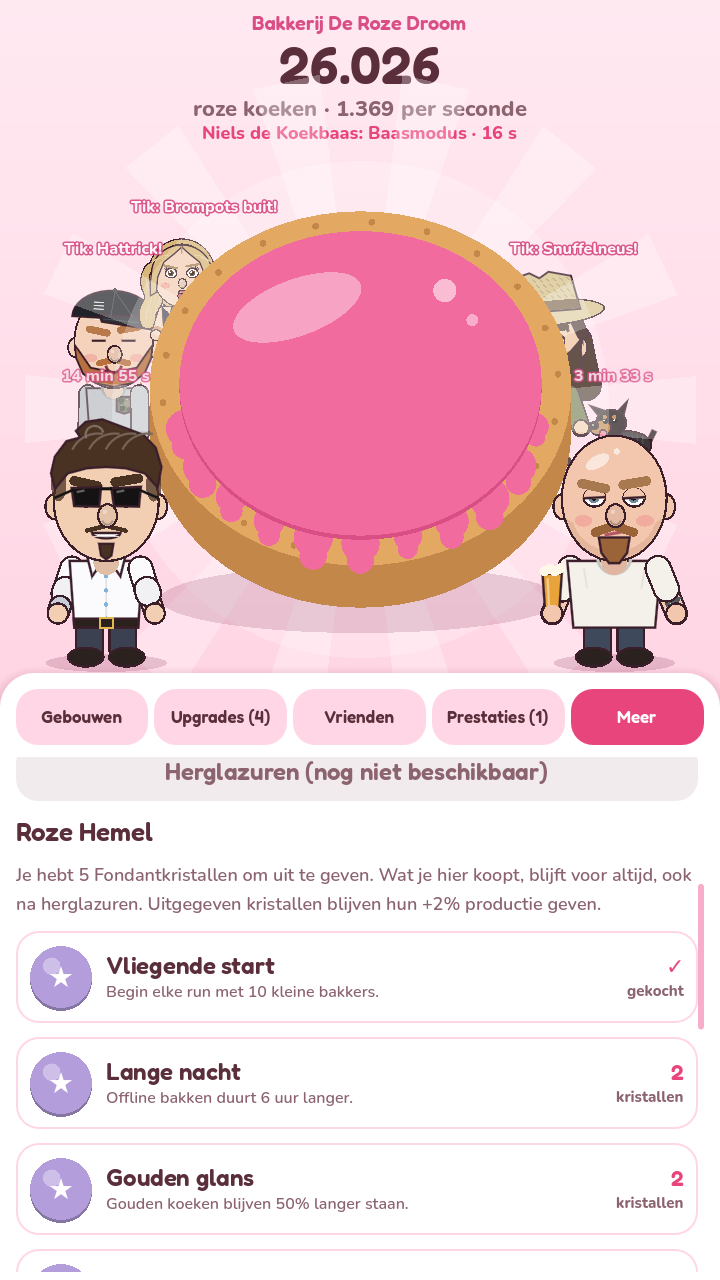 Bakkerij De Roze Droom
26.026
roze koeken · 1.369 per seconde
Niels de Koekbaas: Baasmodus · 16 s
Tik: Brompots buit!
Tik: Hattrick!
Tik: Snuffelneus!
14 min 55 s
3 min 33 s
Gebouwen
Upgrades (4)
Vrienden
Prestaties (1)
Meer
Herglazuren (nog niet beschikbaar)
Roze Hemel
Je hebt 5 Fondantkristallen om uit te geven. Wat je hier koopt, blijft voor altijd, ook
na herglazuren. Uitgegeven kristallen blijven hun +2% productie geven.
Vliegende start
✓
Begin elke run met 10 kleine bakkers.
gekocht
Lange nacht
2
Offline bakken duurt 6 uur langer.
kristallen
Gouden glans
2
Gouden koeken blijven 50% langer staan.
kristallen